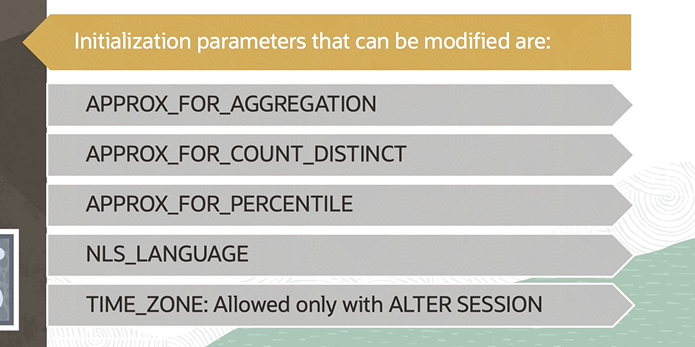 Initialization parameters that can be modified are:
APPROX_FOR_AGGREGATION
APPROX_FOR_COUNT_DISTINCT
APPROX_FOR_PERCENTILE
NLS_LANGUAGE
TIME_ZONE: Allowed only with ALTER SESSION